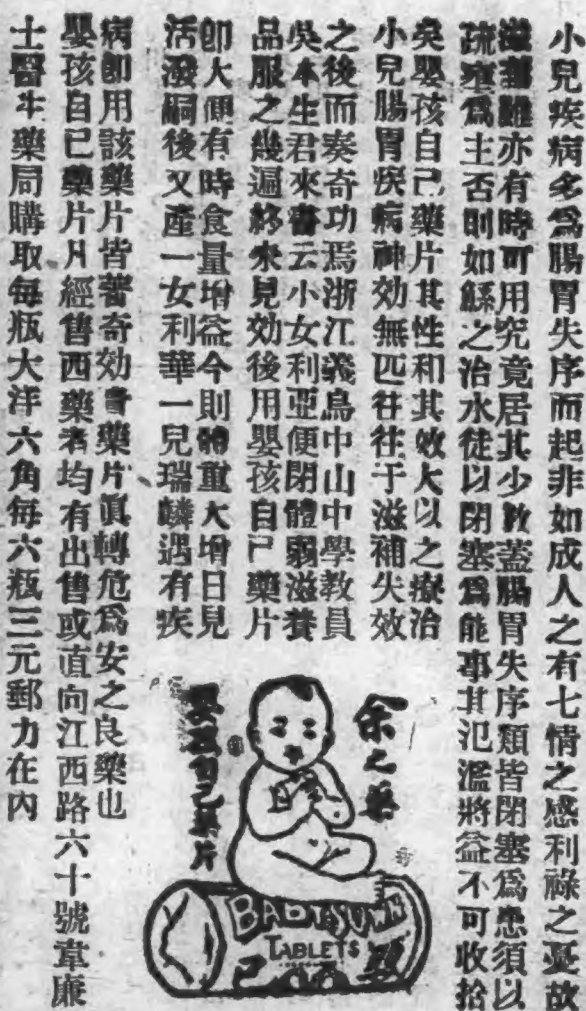 小兒疾病多爲腸胃失序而起非如成人之有七情之感利祿之憂故
滋補雖亦有時可用究竟居其少數蓋腸胃失序類皆閉塞爲患須以
疏瀹爲主否則如鯀之治水徒以閉塞爲能事其氾濫將益不可收拾
矣嬰孩自己藥片其性和其效大以之療治
小兒腸胃疾病神効無匹往往于滋補失效
之後而奏奇功焉浙江義烏中山中學教員
吳本生君來書云小女利亞便閉體弱滋養
品服之幾遍終未見効後用嬰孩自己藥片
卽大便有時食量增益今則體重大增日見
活潑嗣後又產一女利華一兒瑞麟遇有疾
病卽用該藥片皆著奇効眞轉危爲安之良藥也
嬰孩自己藥片凡經售西藥者均有出售或直向江西路六十號韋廉
士醫生藥局購取每瓶大洋六角每六瓶三元郵力在內
余之藥
嬰孩自己藥片
BABY'S OWN
TABLETS